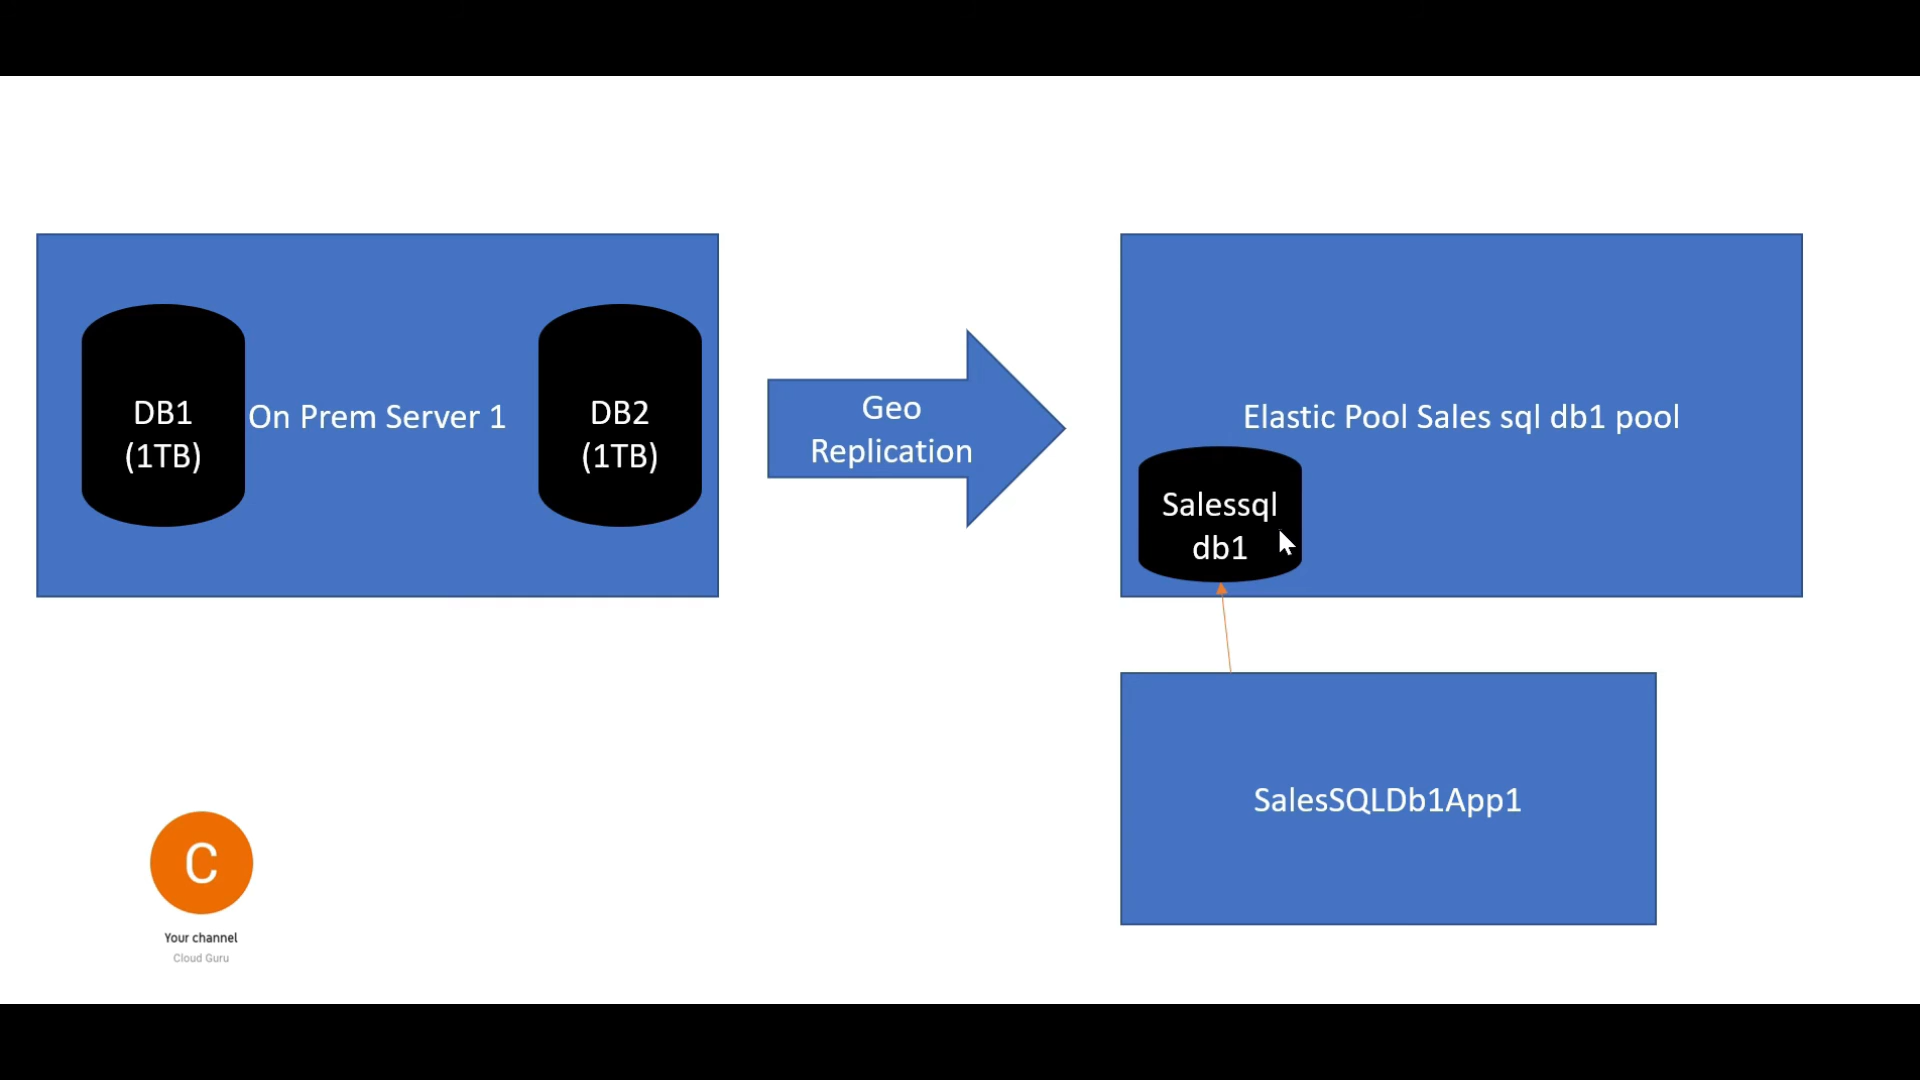 DB1
(1TB)
On Prem Server 1
DB2
(1TB)
Geo
Replication
Elastic Pool Sales sql db1 pool
Salessql
db1
SalesSQLDb1App1
C
Your channel
Cloud Guru